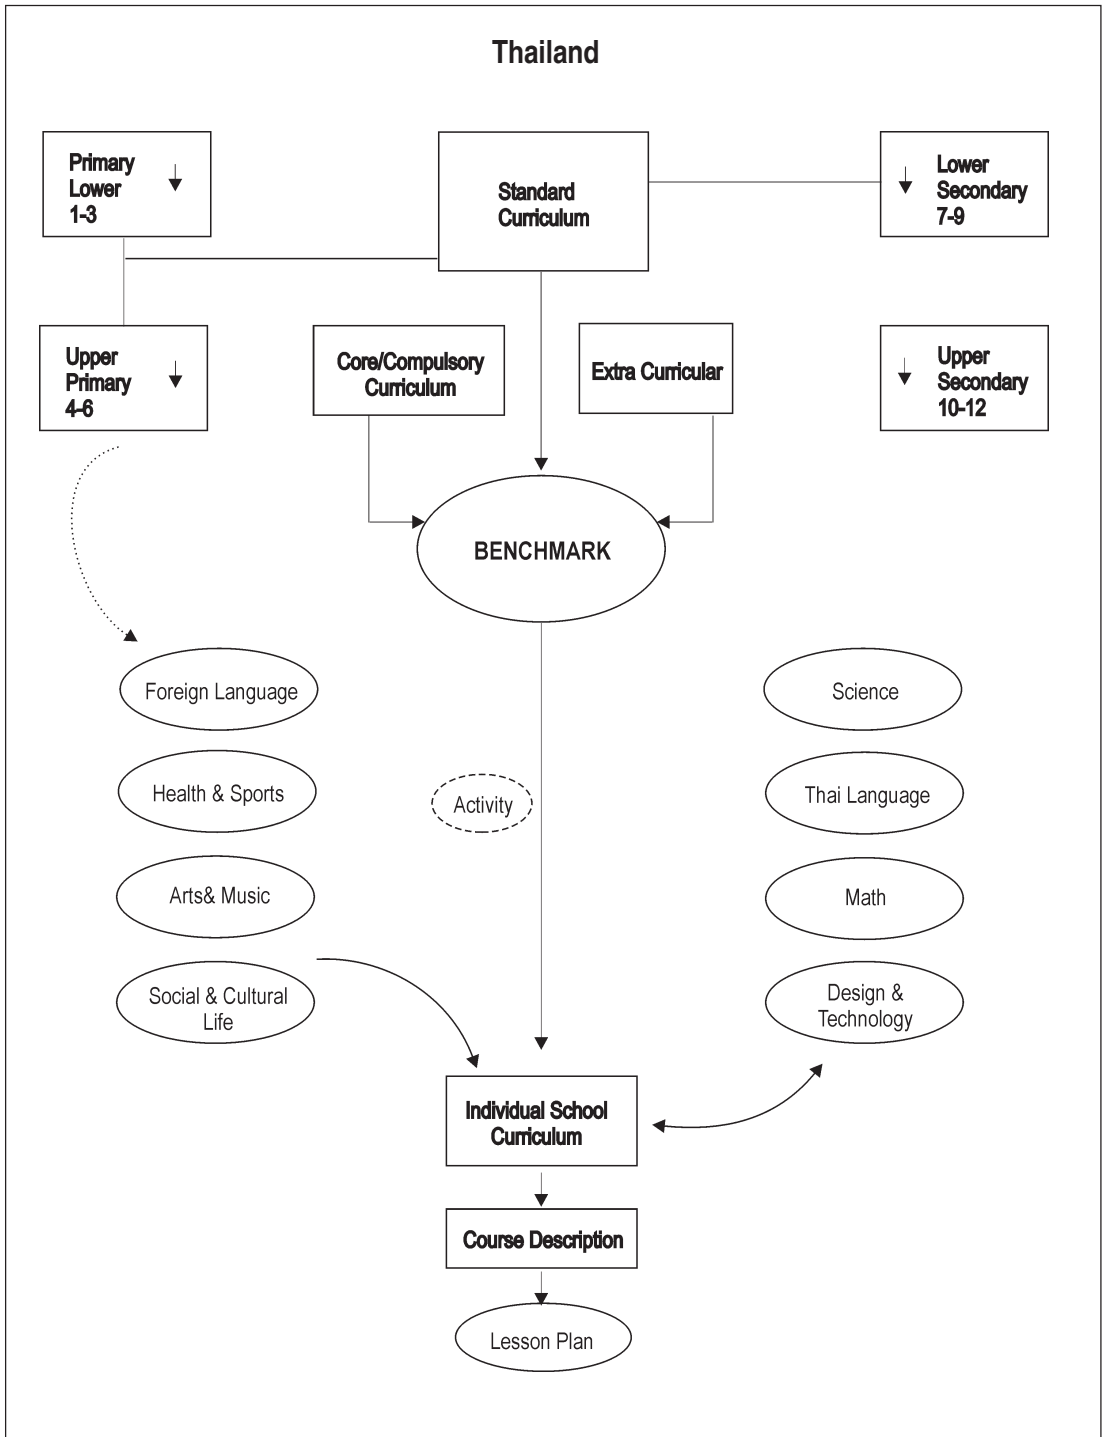 Thailand
Primary
Lower
1-3
Standard
Curriculum
Lower
Secondary
7-9
Upper
Primary
4-6
Core/Compulsory
Curriculum
Extra Curricular
Upper
Secondary
10-12
BENCHMARK
Foreign Language
Science
Health & Sports
Activity
Thai Language
Arts& Music
Math
Social & Cultural
Life
Design &
Technology
Individual School
Curriculum
Course Description
Lesson Plan